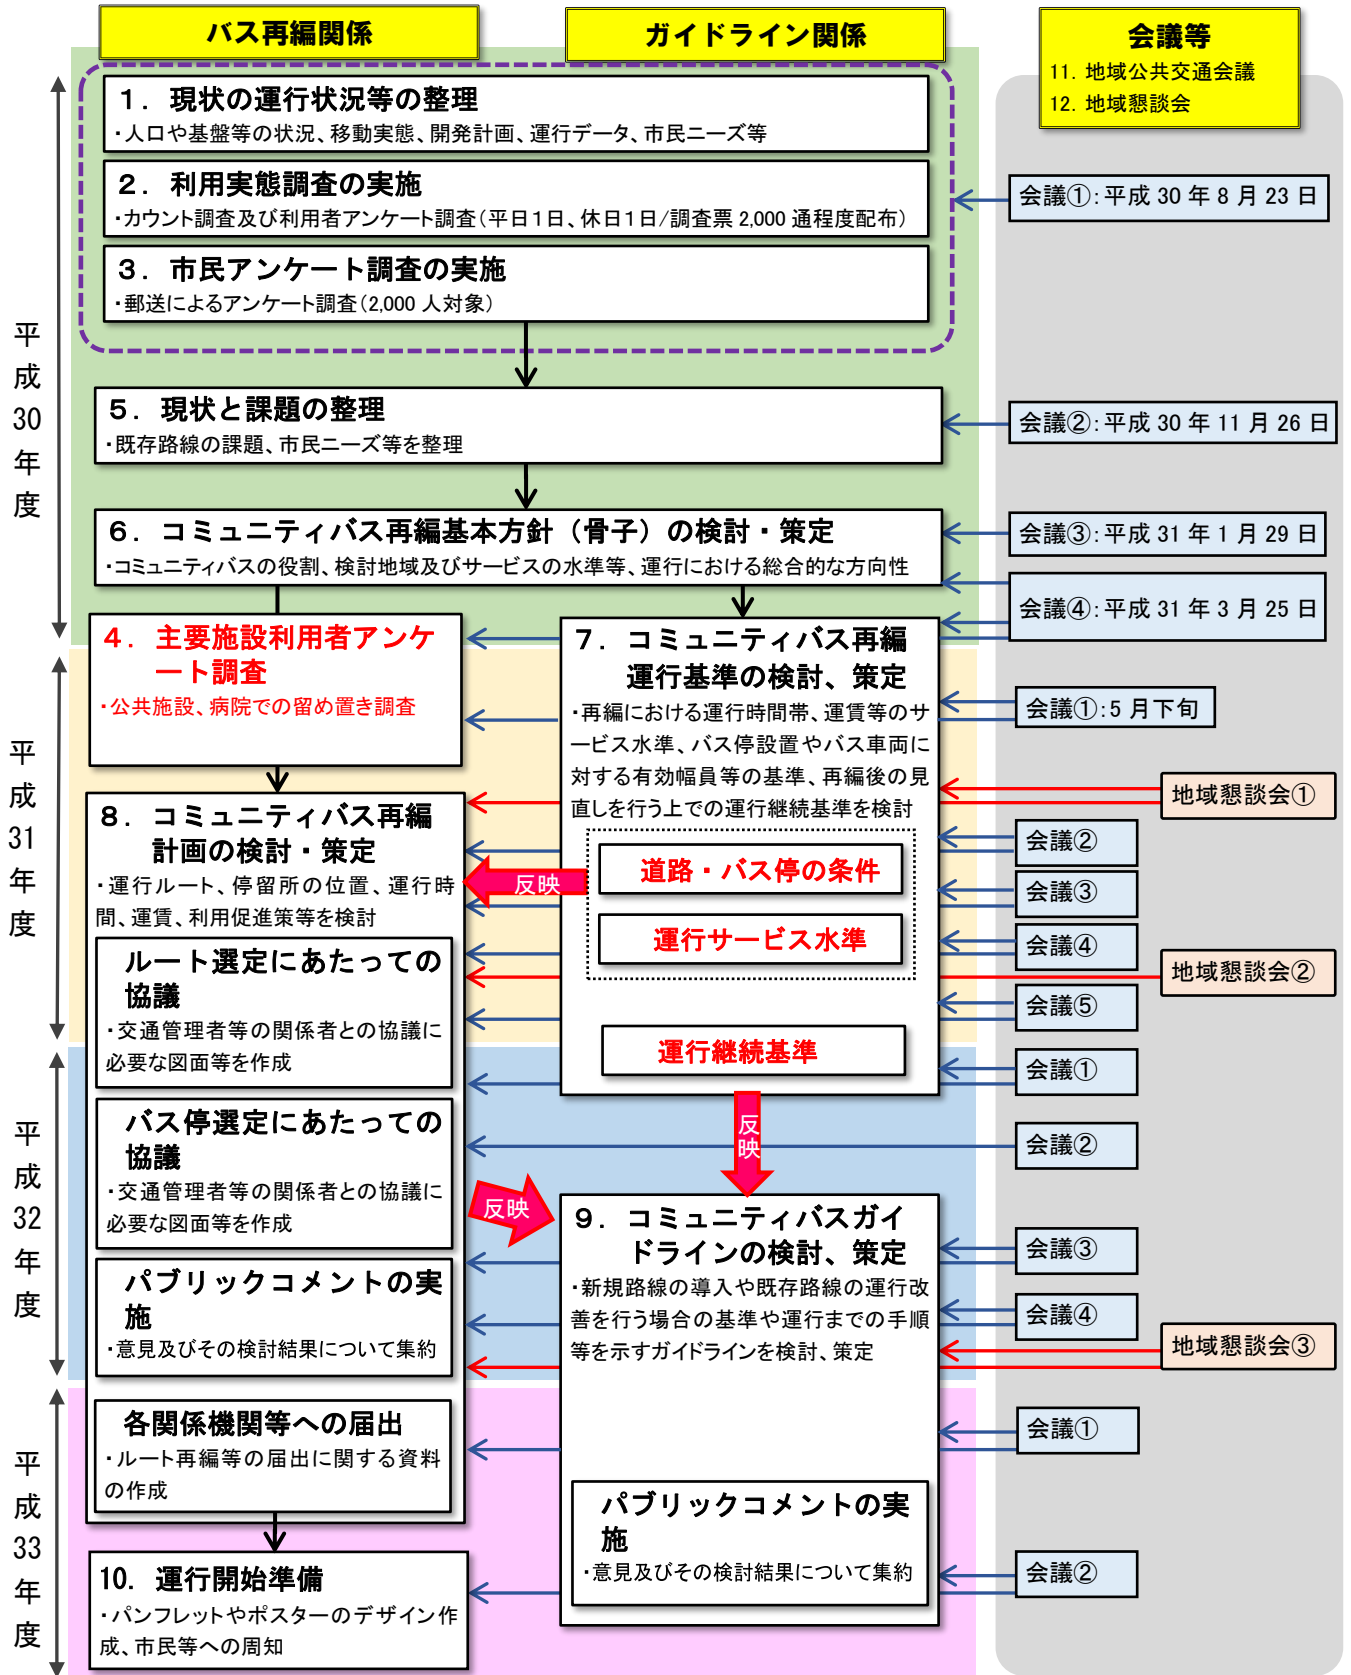 バス再編関係
ガイドライン関係
会議等
11. 地域公共交通会議
12. 地域懇談会
平成30年度
1. 現状の運行状況等の整理
・人口や基盤等の状況、移動実態、開発計画、運行データ、市民ニーズ等
2. 利用実態調査の実施
・カウント調査及び利用者アンケート調査(平日1日、休日1日/調査票 2,000 通程度配布)
3. 市民アンケート調査の実施
・郵送によるアンケート調査(2,000 人対象)
会議①:平成 30 年 8 月 23 日
5. 現状と課題の整理
・既存路線の課題、市民ニーズ等を整理
会議②:平成 30 年 11 月 26 日
6. コミュニティバス再編基本方針(骨子)の検討・策定
・コミュニティバスの役割、検討地域及びサービスの水準等、運行における総合的な方向性
会議③:平成 31 年 1 月 29 日
会議④:平成 31 年 3 月 25 日
平成31年度
4. 主要施設利用者アンケ
ート調査
・公共施設、病院での留め置き調査
7. コミュニティバス再編
運行基準の検討、策定
・再編における運行時間帯、運賃等のサ
ービス水準、バス停設置やバス車両に
対する有効幅員等の基準、再編後の見
直しを行う上での運行継続基準を検討
道路・バス停の条件
運行サービス水準
運行継続基準
会議①:5 月下旬
地域懇談会①
会議②
会議③
会議④
地域懇談会②
会議⑤
8. コミュニティバス再編
計画の検討・策定
・運行ルート、停留所の位置、運行時
間、運賃、利用促進策等を検討
反映
ルート選定にあたっての
協議
・交通管理者等の関係者との協議に
必要な図面等を作成
平成32年度
バス停選定にあたっての
協議
・交通管理者等の関係者との協議に
必要な図面等を作成
パブリックコメントの実
施
・意見及びその検討結果について集約
反映
反映
9. コミュニティバスガイ
ドラインの検討、策定
・新規路線の導入や既存路線の運行改
善を行う場合の基準や運行までの手順
等を示すガイドラインを検討、策定
会議①
会議②
会議③
会議④
地域懇談会③
平成33年度
各関係機関等への届出
・ルート再編等の届出に関する資料
の作成
10. 運行開始準備
・パンフレットやポスターのデザイン作
成、市民等への周知
パブリックコメントの実
施
・意見及びその検討結果について集約
会議①
会議②